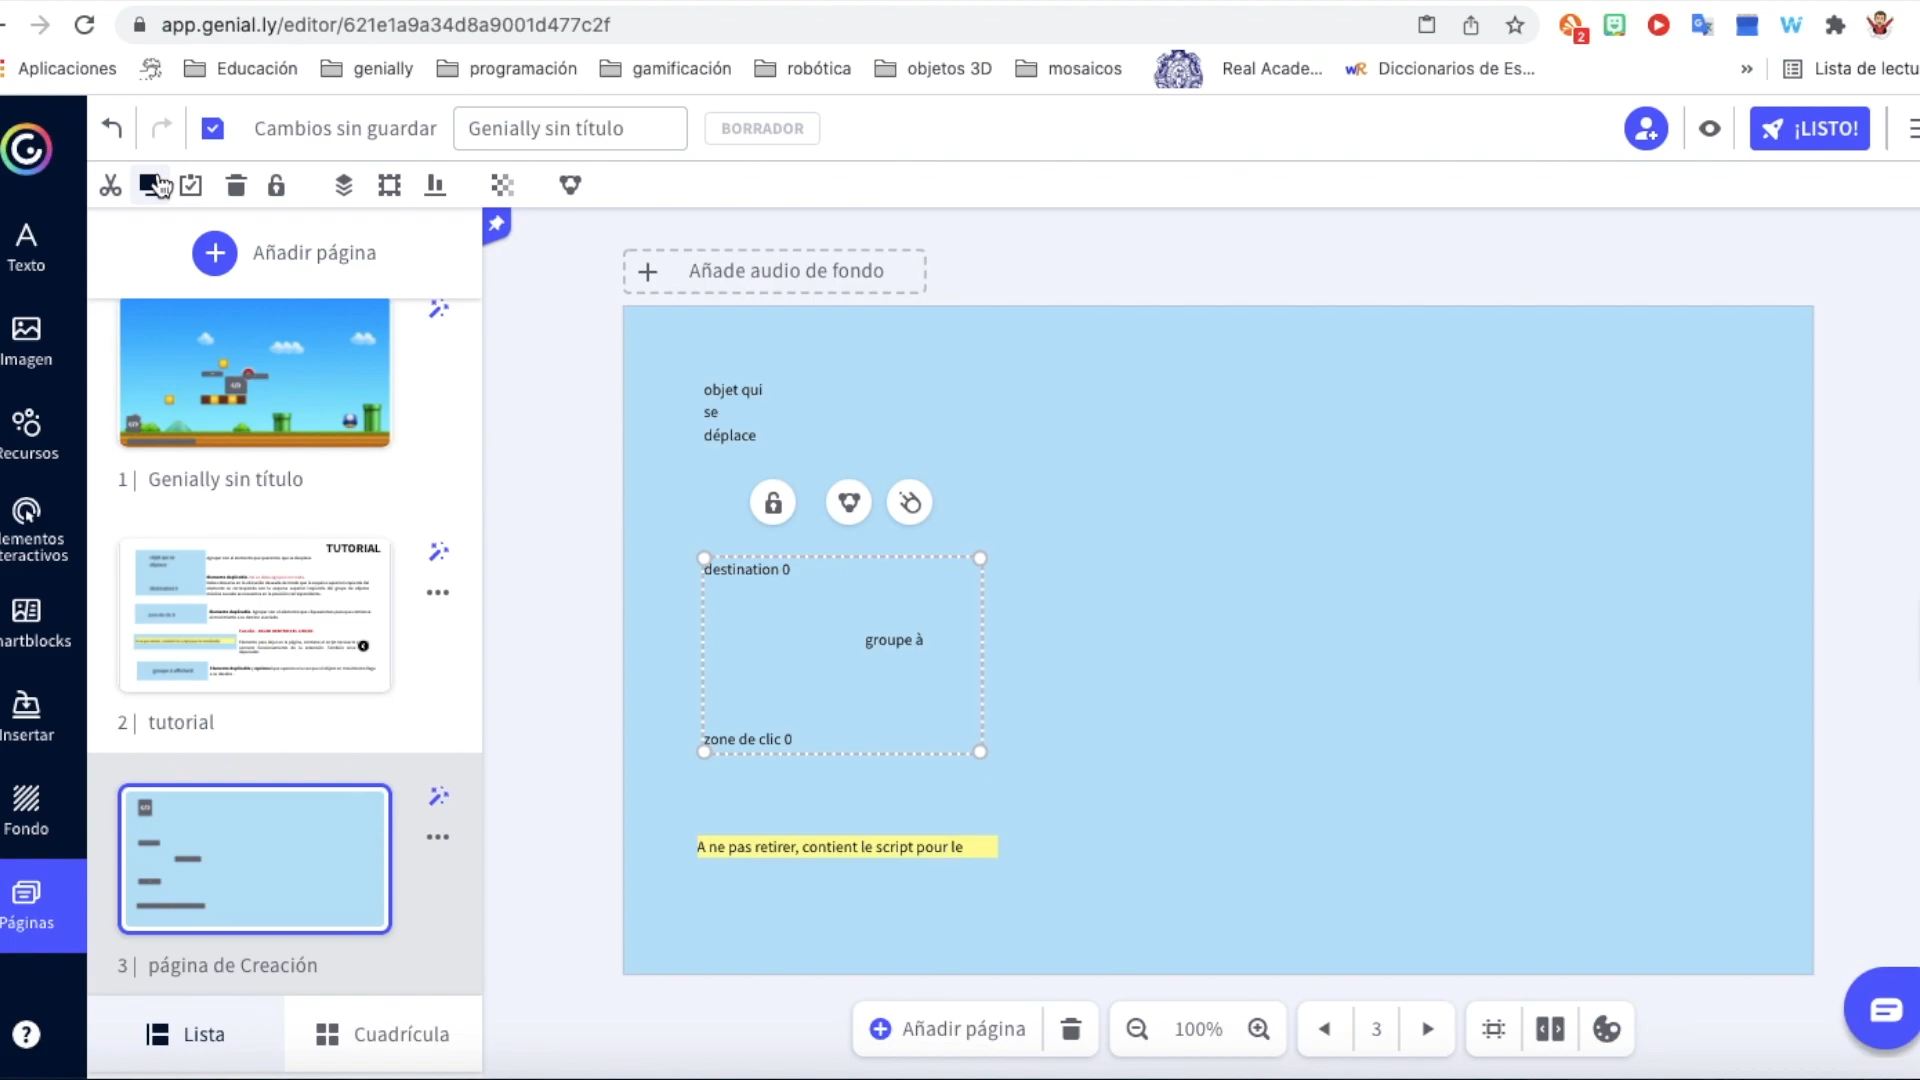 app.genial.ly/editor/621e1a9a34d8a9001d477c2f
2
Aplicaciones
Educación
genially
programación
gamificación
robótica
objetos 3D
mosaicos
Real Acade...
wR Diccionarios de Es...
»
Lista de lectu
Cambios sin guardar
Genially sin título
BORRADOR
¡LISTO!
Texto
Imagen
Recursos
lementos
teractivos
martblocks
Insertar
Fondo
Páginas
Añadir página
1 | Genially sin título
TUTORIAL
2 | tutorial
3 | página de Creación
Lista
Cuadrícula
Añade audio de fondo
objet qui
se
déplace
destination 0
groupe à
zone de clic 0
A ne pas retirer, contient le script pour le
Añadir página
100%
3